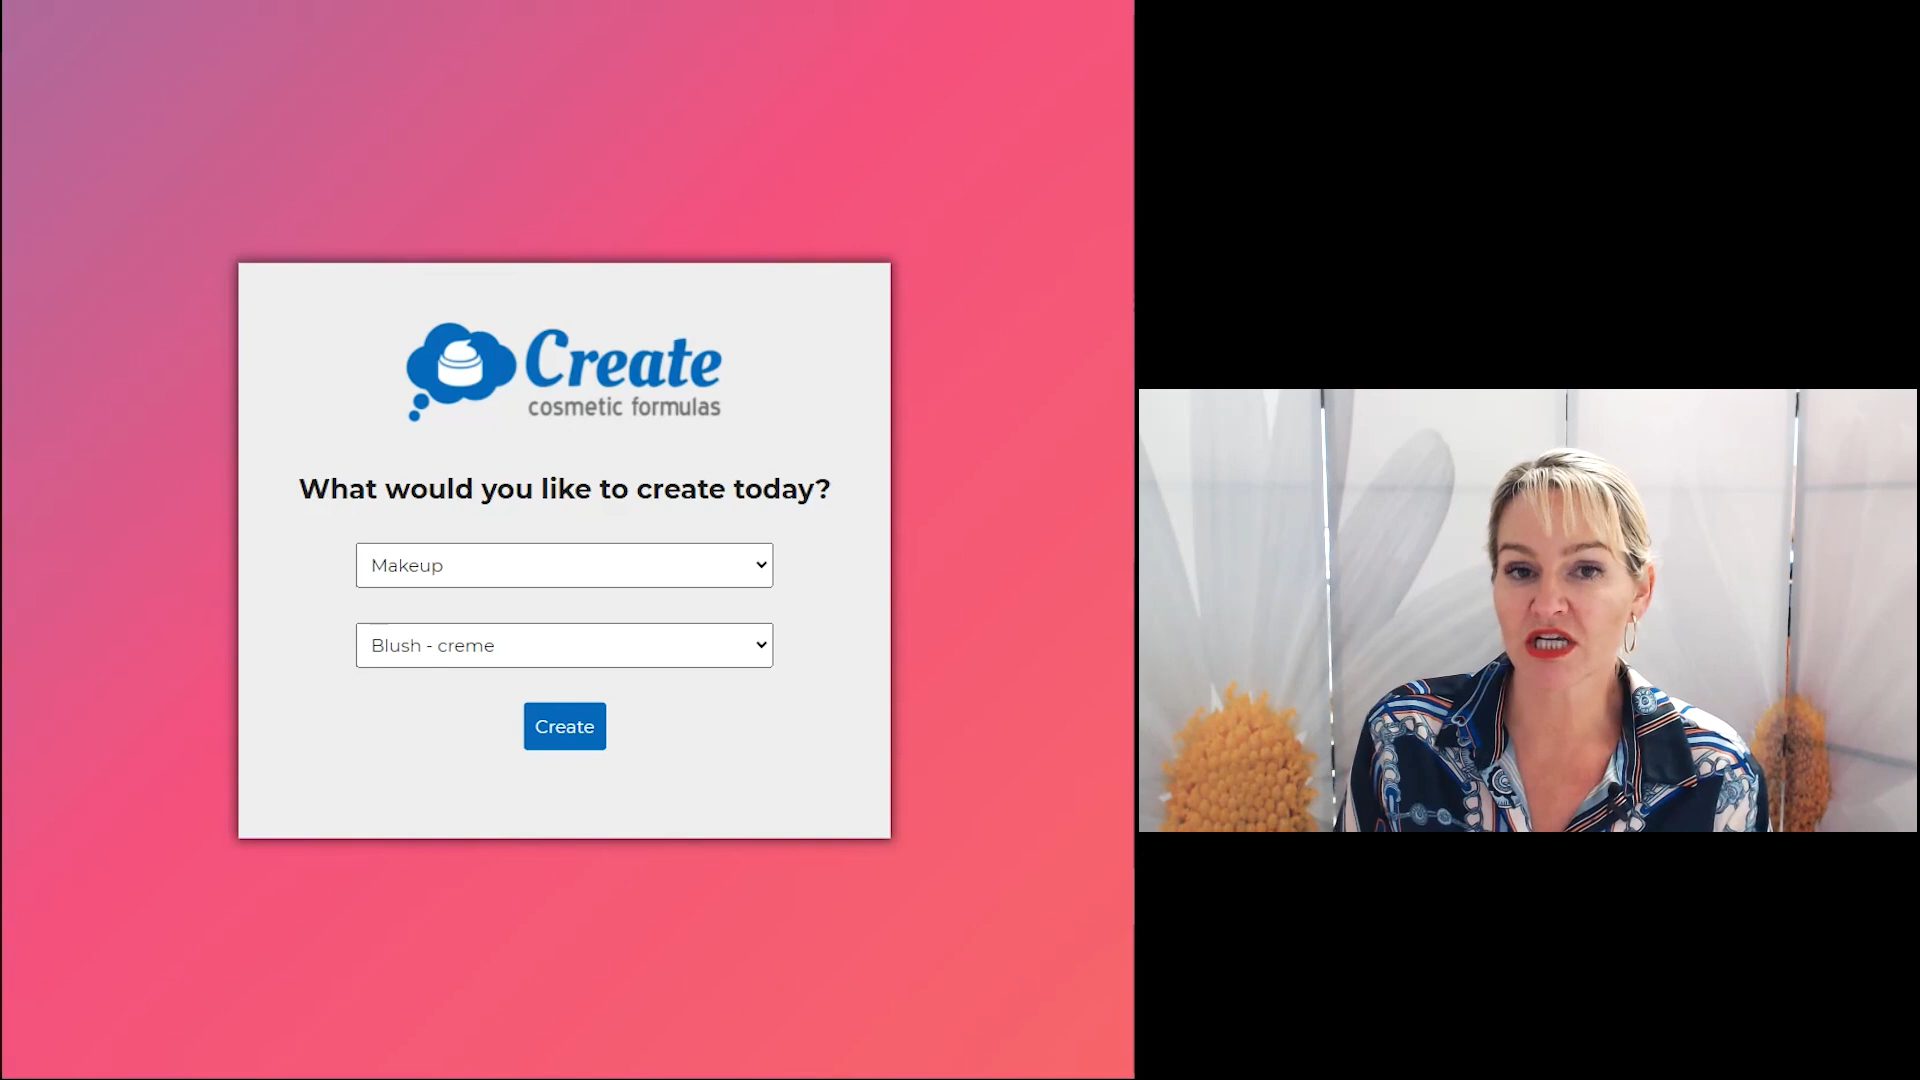 Create
cosmetic formulas
What would you like to create today?
Makeup
Blush - creme
Create